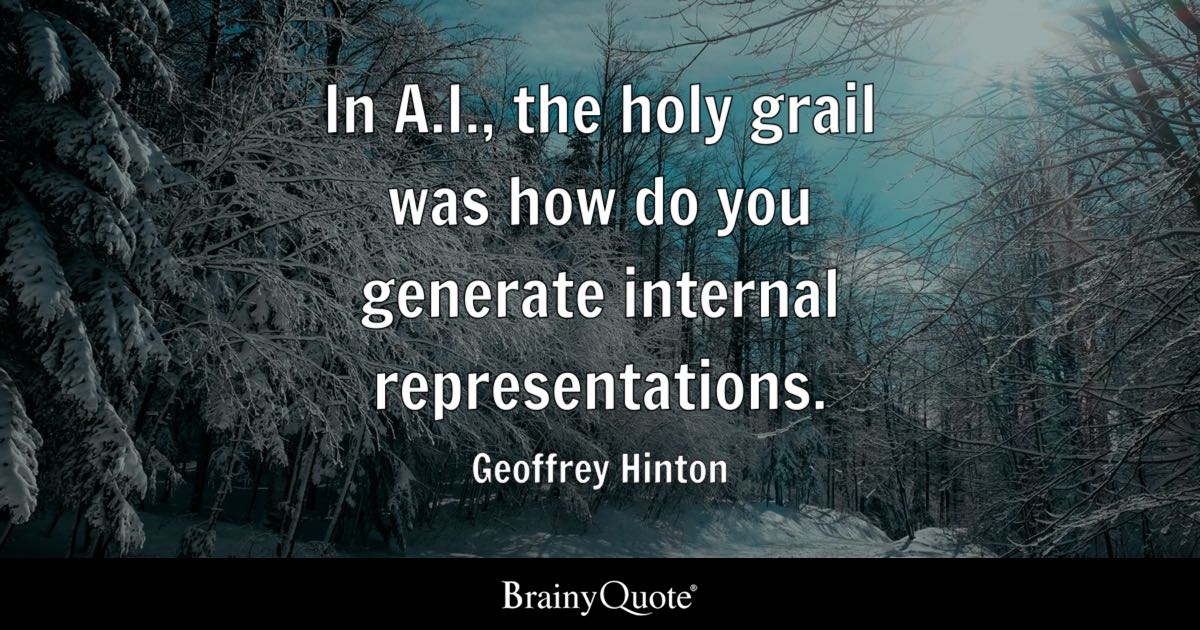 In A.I., the holy grail
was how do you
generate internal
representations.
Geoffrey Hinton
BrainyQuote®